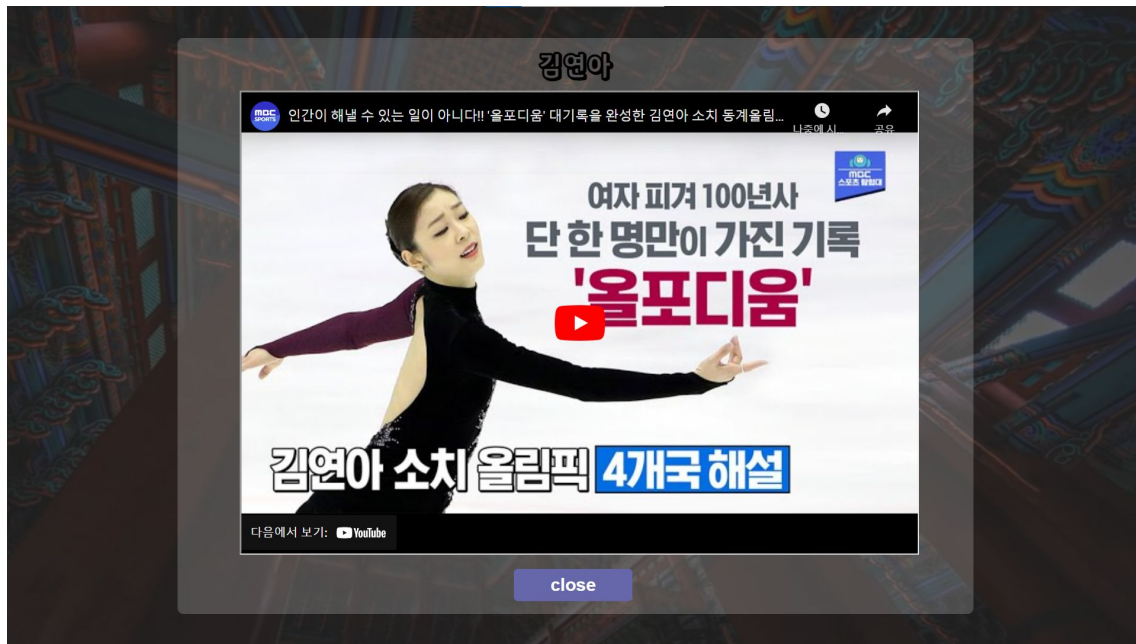 김연아
MBC
SPORTS
인간이 해낼 수 있는 일이 아니다!! '올포디움' 대기록을 완성한 김연아 소치 동계올림...
나중에 시...
공유
MBC
스포츠 탐험대
여자 피겨 100년사
단 한 명만이 가진 기록
'올포디움'
김연아 소치 올림픽 4개국 해설
다음에서 보기: YouTube
close